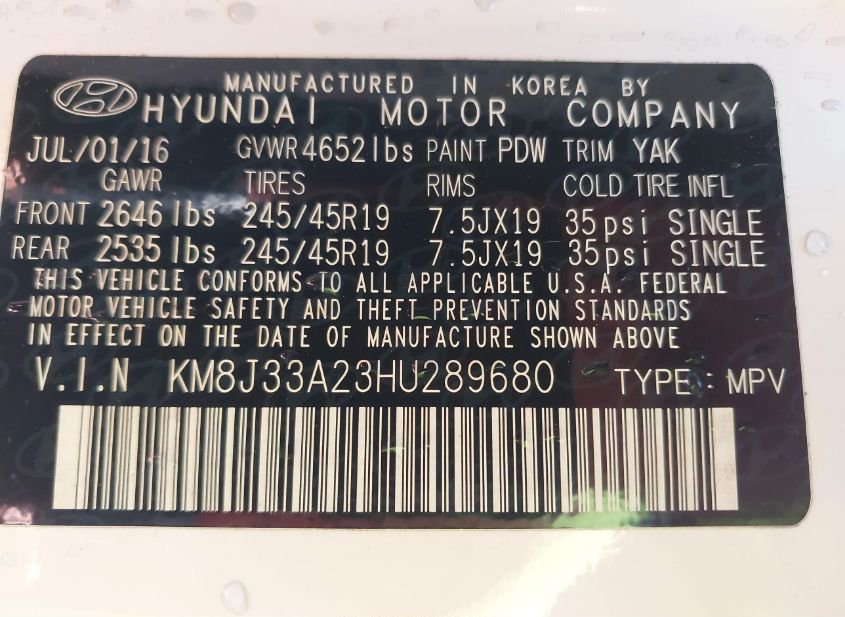 MANUFACTURED IN KOREA BY
HYUNDAI MOTOR COMPANY
JUL/01/16 GVWR 4652lbs PAINT PDW TRIM YAK
GAWR TIRES RIMS COLD TIRE INFL
FRONT 2646 lbs 245/45R19 7.5JX19 35psi SINGLE
REAR 2535 lbs 245/45R19 7.5JX19 35psi SINGLE
THIS VEHICLE CONFORMS TO ALL APPLICABLE U.S.A. FEDERAL
MOTOR VEHICLE SAFETY AND THEFT PREVENTION STANDARDS
IN EFFECT ON THE DATE OF MANUFACTURE SHOWN ABOVE
V.I.N KM8J33A23HU289680 TYPE : MPV